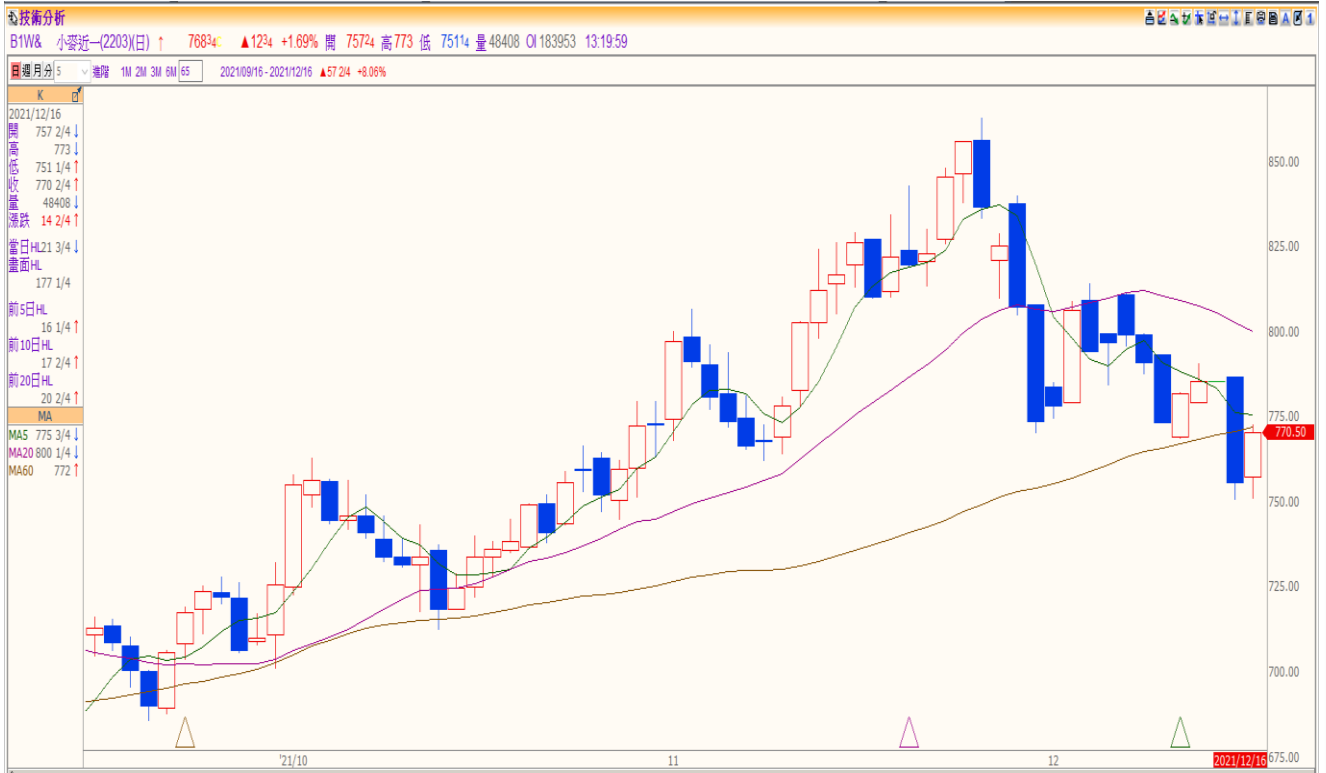 技術分析
B1W& 小麥近一(2203)(日) ↑ 768 3/4 ▲12 3/4 +1.69% 開 757 2/4 高 773 低 751 1/4 量 48408 OI 183953 13:19:59
日 週 月 分 5 進階 1M 2M 3M 6M 65 2021/09/16 - 2021/12/16 ▲57 2/4 +8.06%
K
2021/12/16
開 757 2/4↓
高 773↓
低 751 1/4↑
收 770 2/4↑
量 48408↓
漲跌 14 2/4↑
當日HL 21 3/4↓
畫面HL
177 1/4
前5日HL
16 1/4↑
前10日HL
17 2/4↑
前20日HL
20 2/4↑
MA
MA5 775 3/4↓
MA20 800 1/4↓
MA60 772↑
850.00
825.00
800.00
775.00
770.50
750.00
725.00
700.00
675.00
'21/10
11
12
2021/12/16